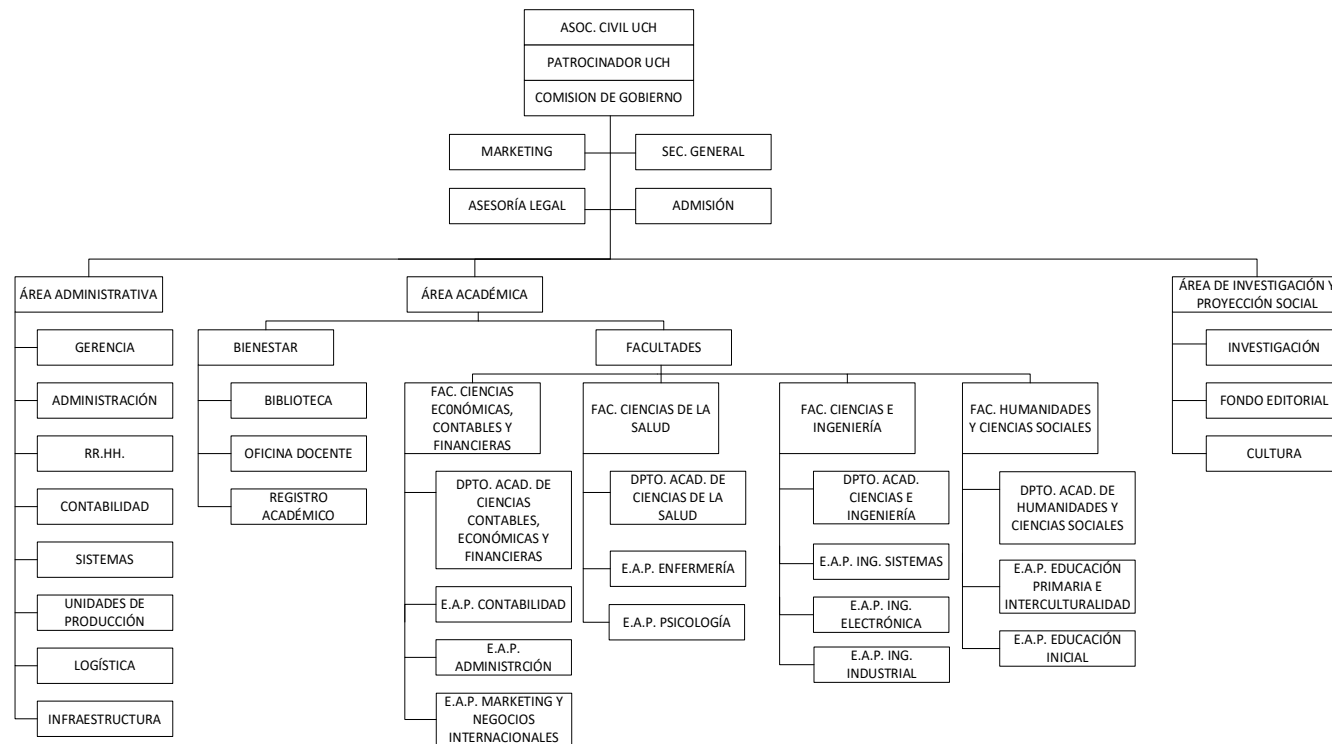 ASOC. CIVIL UCH
PATROCINADOR UCH
COMISION DE GOBIERNO
MARKETING
SEC. GENERAL
ASESORÍA LEGAL
ADMISIÓN
ÁREA ADMINISTRATIVA
GERENCIA
ADMINISTRACIÓN
RR.HH.
CONTABILIDAD
SISTEMAS
UNIDADES DE
PRODUCCIÓN
LOGÍSTICA
INFRAESTRUCTURA
ÁREA ACADÉMICA
BIENESTAR
BIBLIOTECA
OFICINA DOCENTE
REGISTRO
ACADÉMICO
FACULTADES
FAC. CIENCIAS
EC0NÓMICAS,
CONTABLES Y
FINANCIERAS
DPTO. ACAD. DE
CIENCIAS
CONTABLES,
ECONÓMICAS Y
FINANCIERAS
E.A.P. CONTABILIDAD
E.A.P.
ADMINISTRCIÓN
E.A.P. MARKETING Y
NEGOCIOS
INTERNACIONALES
FAC. CIENCIAS DE LA
SALUD
DPTO. ACAD. DE
CIENCIAS DE LA
SALUD
E.A.P. ENFERMERÍA
E.A.P. PSICOLOGÍA
FAC. CIENCIAS E
INGENIERÍA
DPTO. ACAD.
CIENCIAS E
INGENIERÍA
E.A.P. ING. SISTEMAS
E.A.P. ING.
ELECTRÓNICA
E.A.P. ING.
INDUSTRIAL
FAC. HUMANIDADES
Y CIENCIAS SOCIALES
DPTO. ACAD. DE
HUMANIDADES Y
CIENCIAS SOCIALES
E.A.P. EDUCACIÓN
PRIMARIA E
INTERCULTURALIDAD
E.A.P. EDUCACIÓN
INICIAL
ÁREA DE INVESTIGACIÓN Y
PROYECCIÓN SOCIAL
INVESTIGACIÓN
FONDO EDITORIAL
CULTURA